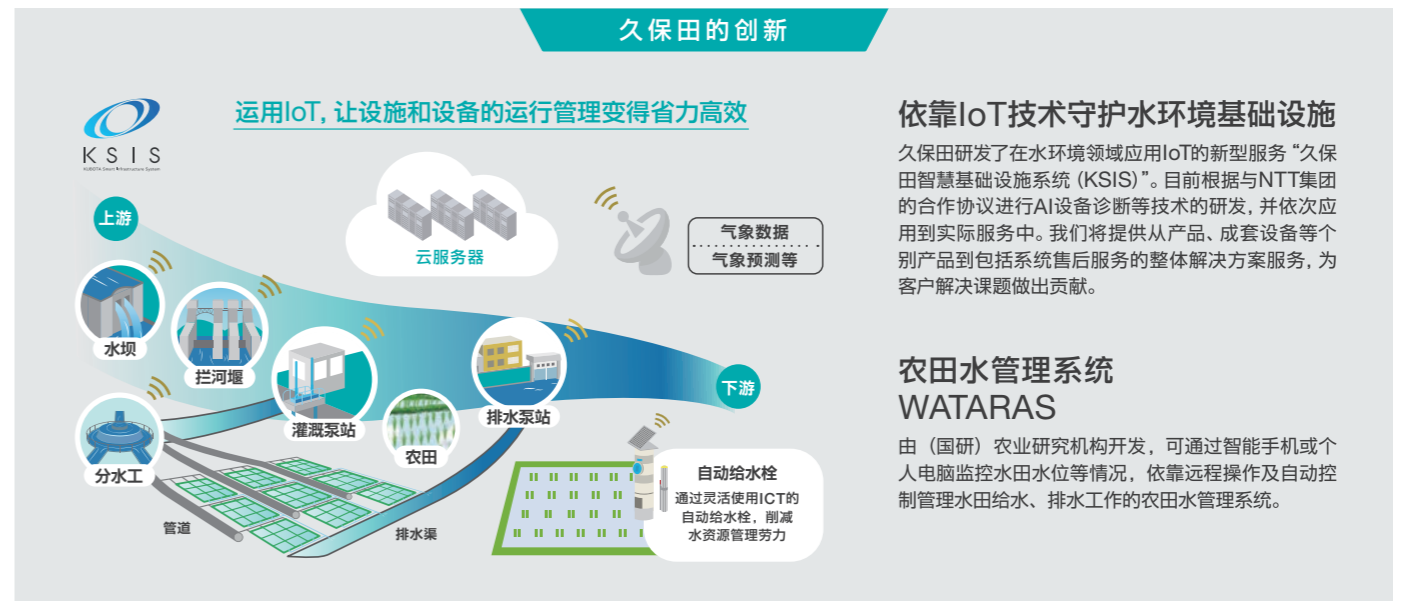 久保田的创新
KSIS
KUBOTA Smart Infrastructure System
运用IoT, 让设施和设备的运行管理变得省力高效
上游
云服务器
气象数据
气象预测等
水坝
拦河堰
灌溉泵站
排水泵站
下游
分水工
农田
管道
排水渠
自动给水栓
通过灵活使用ICT的
自动给水栓，削减
水资源管理劳力
依靠IoT技术守护水环境基础设施
久保田研发了在水环境领域应用IoT的新型服务“久保
田智慧基础设施系统（KSIS）”。目前根据与NTT集团
的合作协议进行AI设备诊断等技术的研发, 并依次应
用到实际服务中。我们将提供从产品、成套设备等个
别产品到包括系统售后服务的整体解决方案服务, 为
客户解决课题做出贡献。
农田水管理系统
WATARAS
由（国研）农业研究机构开发，可通过智能手机或个
人电脑监控水田水位等情况，依靠远程操作及自动控
制管理水田给水、排水工作的农田水管理系统。